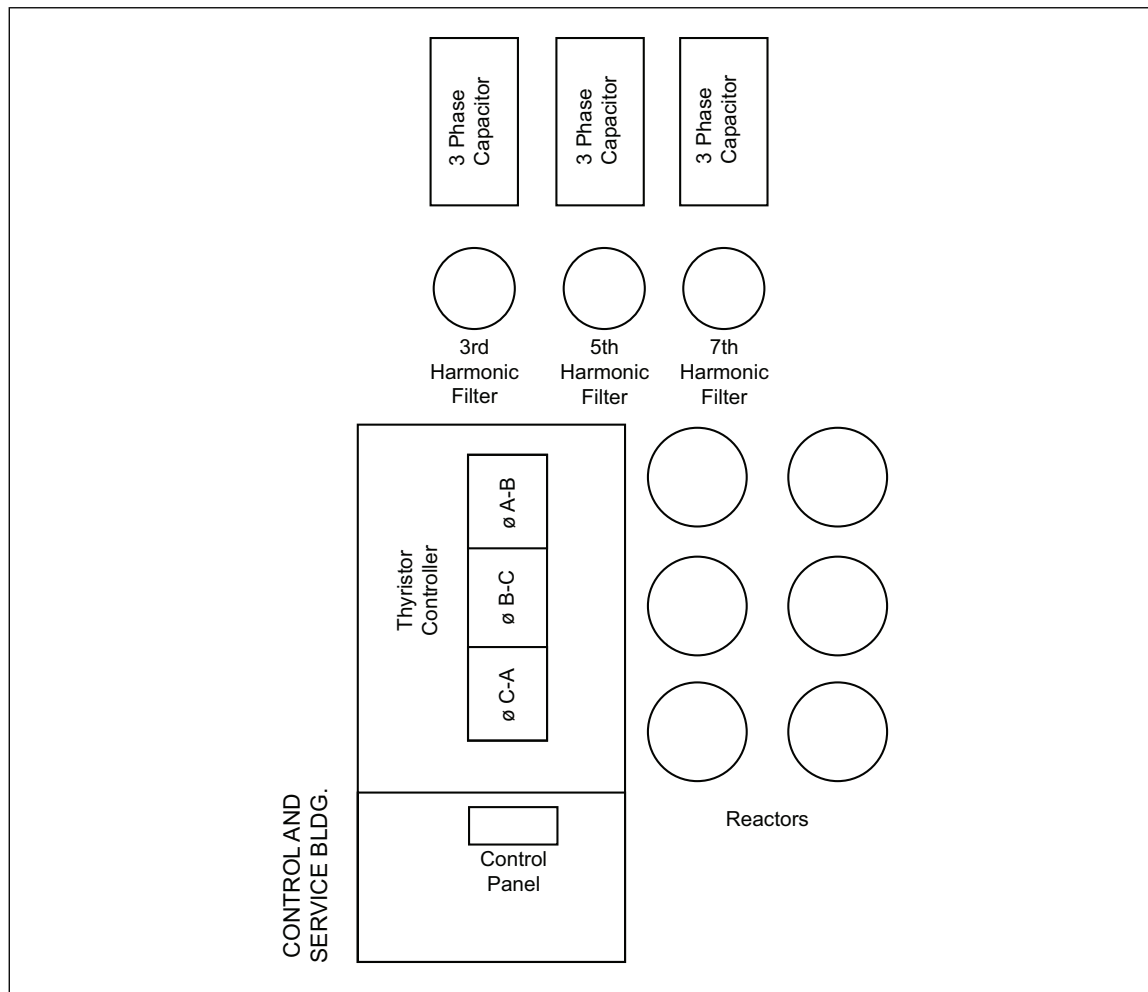 3 Phase
Capacitor
3 Phase
Capacitor
3 Phase
Capacitor
3rd
Harmonic
Filter
5th
Harmonic
Filter
7th
Harmonic
Filter
Thyristor
Controller
ø A-B
ø B-C
ø C-A
Reactors
CONTROL AND
SERVICE BLDG.
Control
Panel